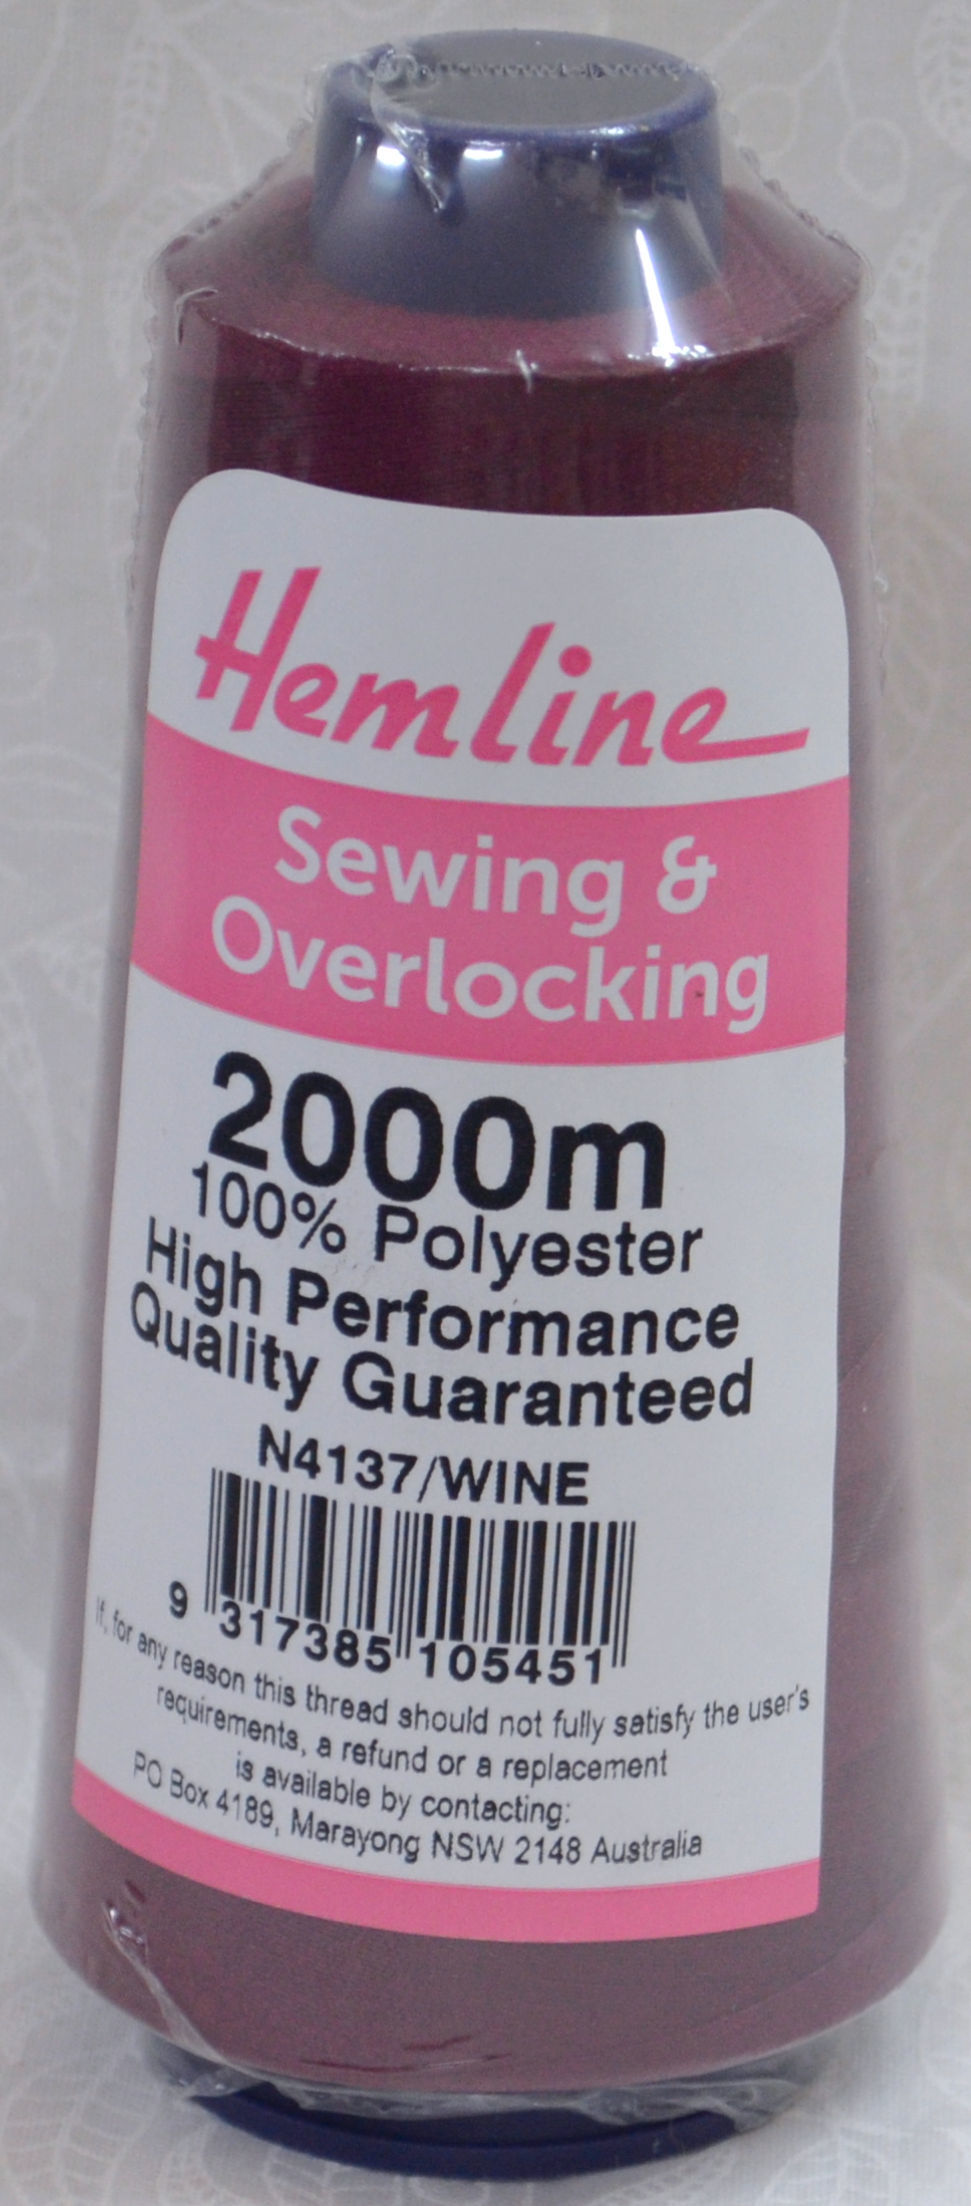 Hemline
Sewing &
Overlocking
2000m
100% Polyester
High Performance
Quality Guaranteed
N4137/WINE
9 317385 105451
If, for any reason this thread should not fully satisfy the user's
requirements, a refund or a replacement
is available by contacting:
PO Box 4189, Marayong NSW 2148 Australia